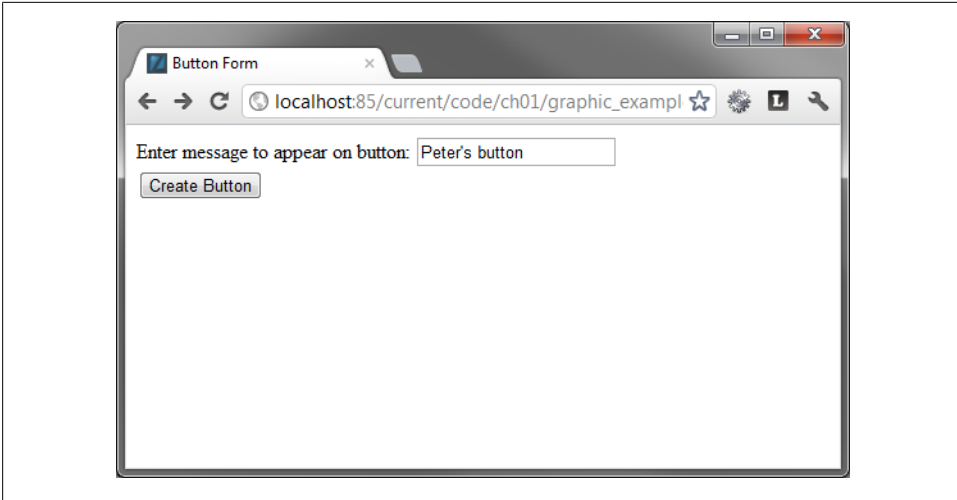 Button Form
localhost:85/current/code/ch01/graphic_exampl
L
Enter message to appear on button: Peter's button
Create Button